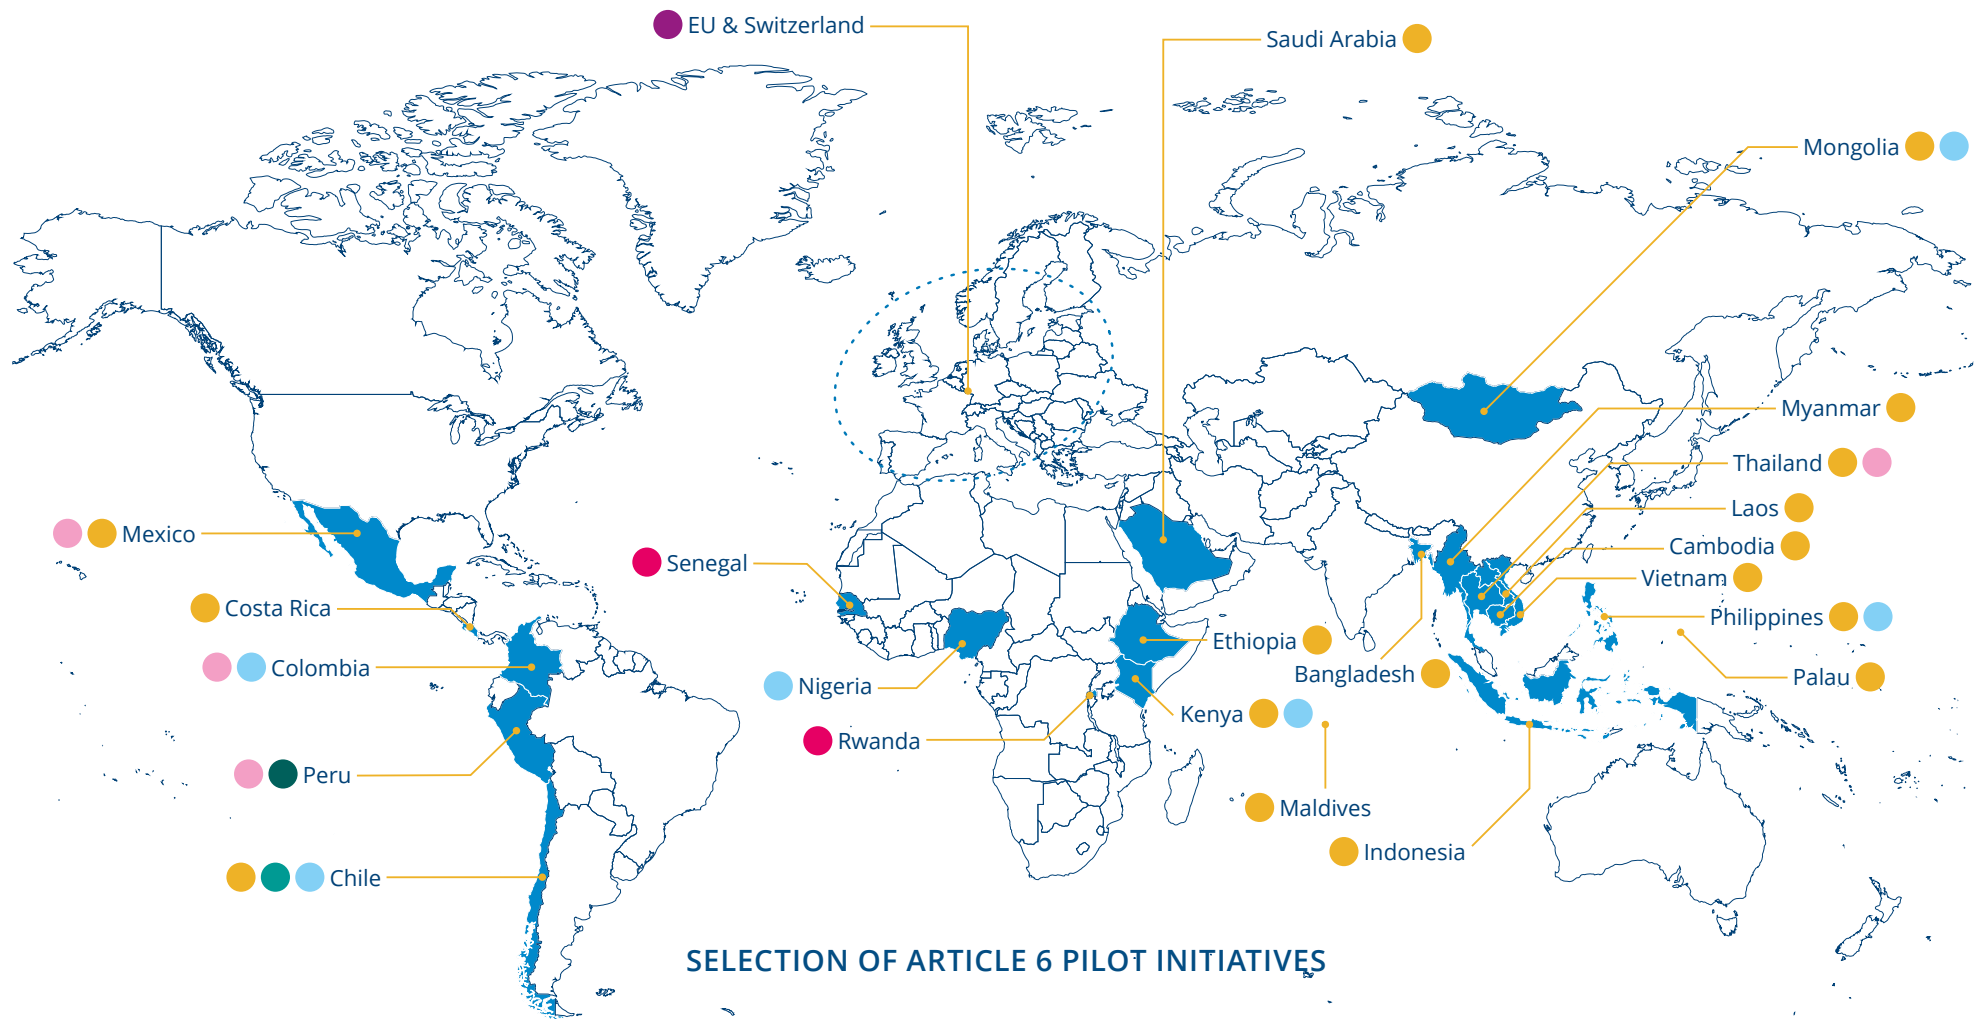 EU & Switzerland
Saudi Arabia
Mongolia
Myanmar
Thailand
Laos
Mexico
Cambodia
Senegal
Vietnam
Costa Rica
Philippines
Ethiopia
Colombia
Bangladesh
Palau
Nigeria
Kenya
Rwanda
Peru
Maldives
Indonesia
Chile
SELECTION OF ARTICLE 6 PILOT INITIATIVES